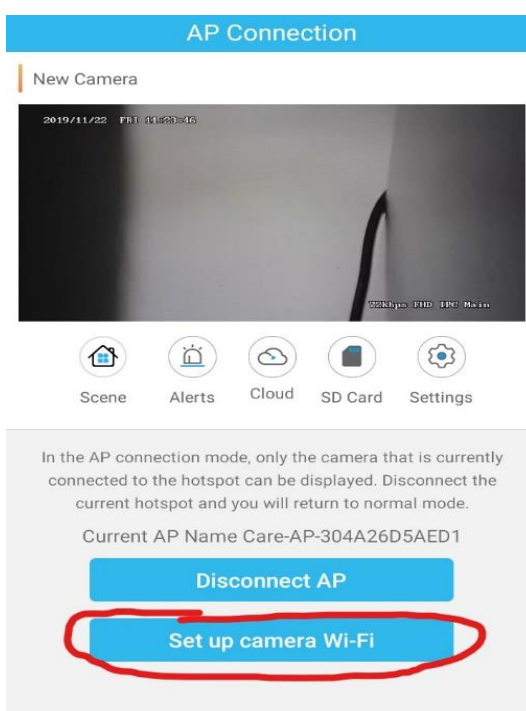 AP Connection
New Camera
2019/11/22 FRI 11:23:46
72kbps FHD IPC Main
Scene Alerts Cloud SD Card Settings
In the AP connection mode, only the camera that is currently
connected to the hotspot can be displayed. Disconnect the
current hotspot and you will return to normal mode.
Current AP Name Care-AP-304A26D5AED1
Disconnect AP
Set up camera Wi-Fi